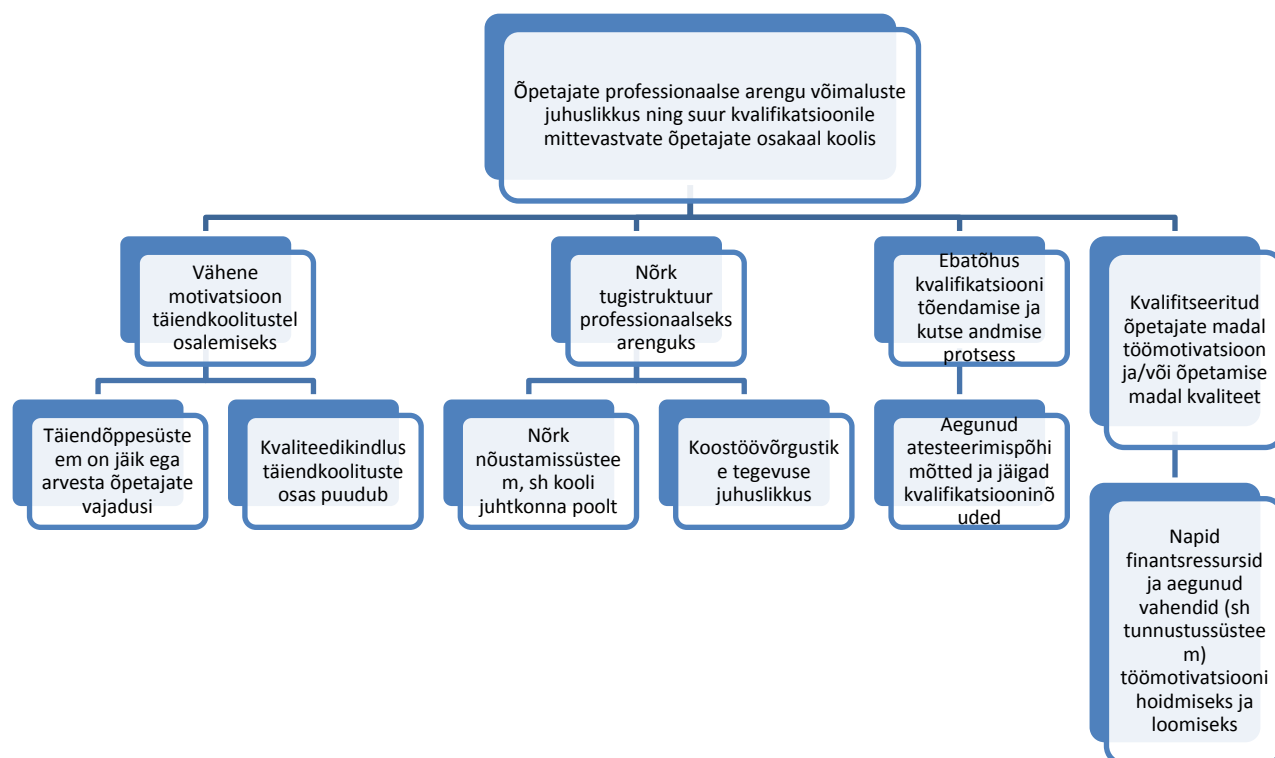 Õpetajate professionaalse arengu võimaluste
juhuslikkus ning suur kvalifikatsioonile
mittevastvate õpetajate osakaal koolis
Vähene
motivatsioon
täiendkoolitustel
osalemiseks
Nõrk
tugistruktuur
professionaalseks
arenguks
Ebatõhus
kvalifikatsiooni
tõendamise ja
kutse andmise
protsess
Kvalifitseeritud
õpetajate madal
töömotivatsioon
ja/või õpetamise
madal kvaliteet
Täiendõppesüste
em on jäik ega
arvesta õpetajate
vajadusi
Kvaliteedikindlus
täiendkoolituste
osas puudub
Nõrk
nõustamissüstee
m, sh kooli
juhtkonna poolt
Koostöövõrgustik
e tegevuse
juhuslikkus
Aegunud
atesteerimispõhi
mõtted ja jäigad
kvalifikatsiooninõ
uded
Napid
finantsressursid
ja aegunud
vahendid (sh
tunnustussüstee
m)
töömotivatsiooni
hoidmiseks ja
loomiseks